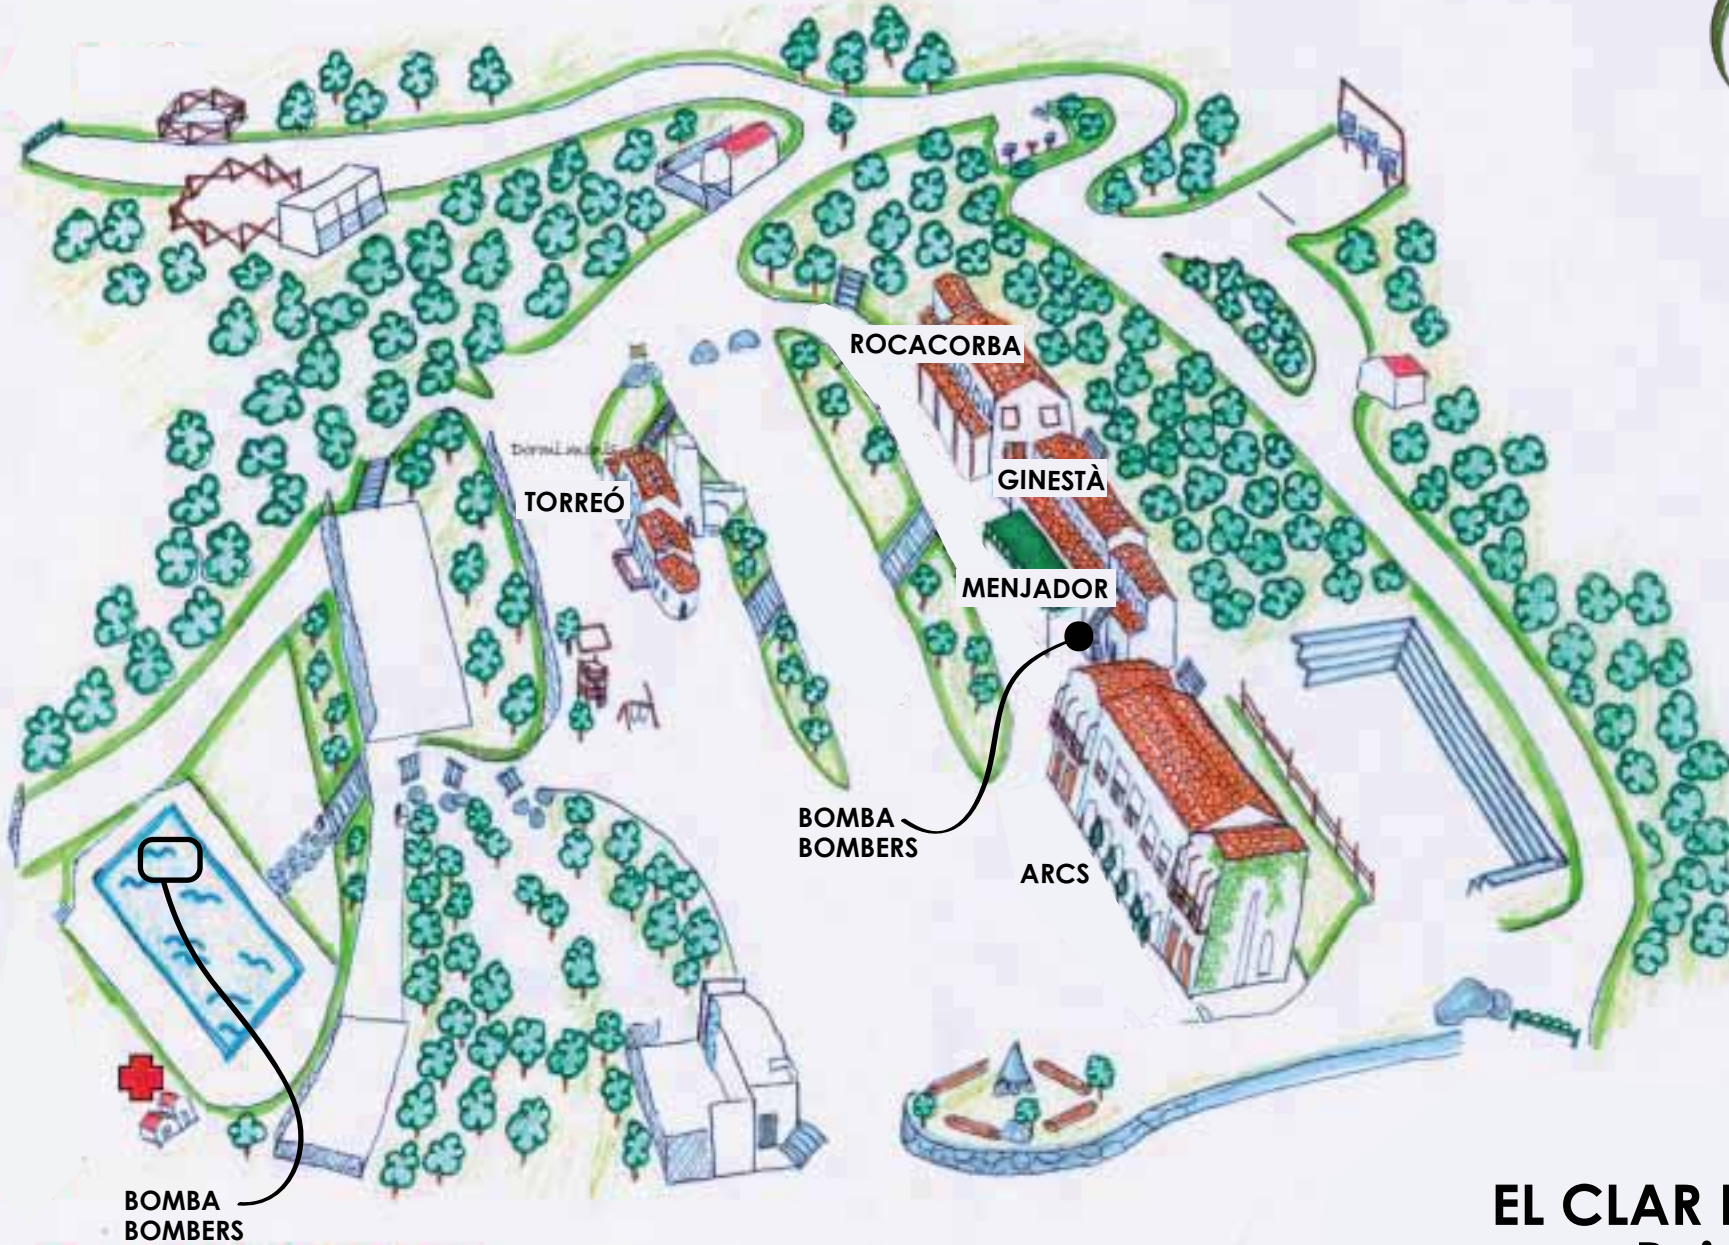 ROCACORBA
TORREÓ
GINESTÀ
MENJADOR
BOMBA
BOMBERS
ARCS
BOMBA
BOMBERS
EL CLAR